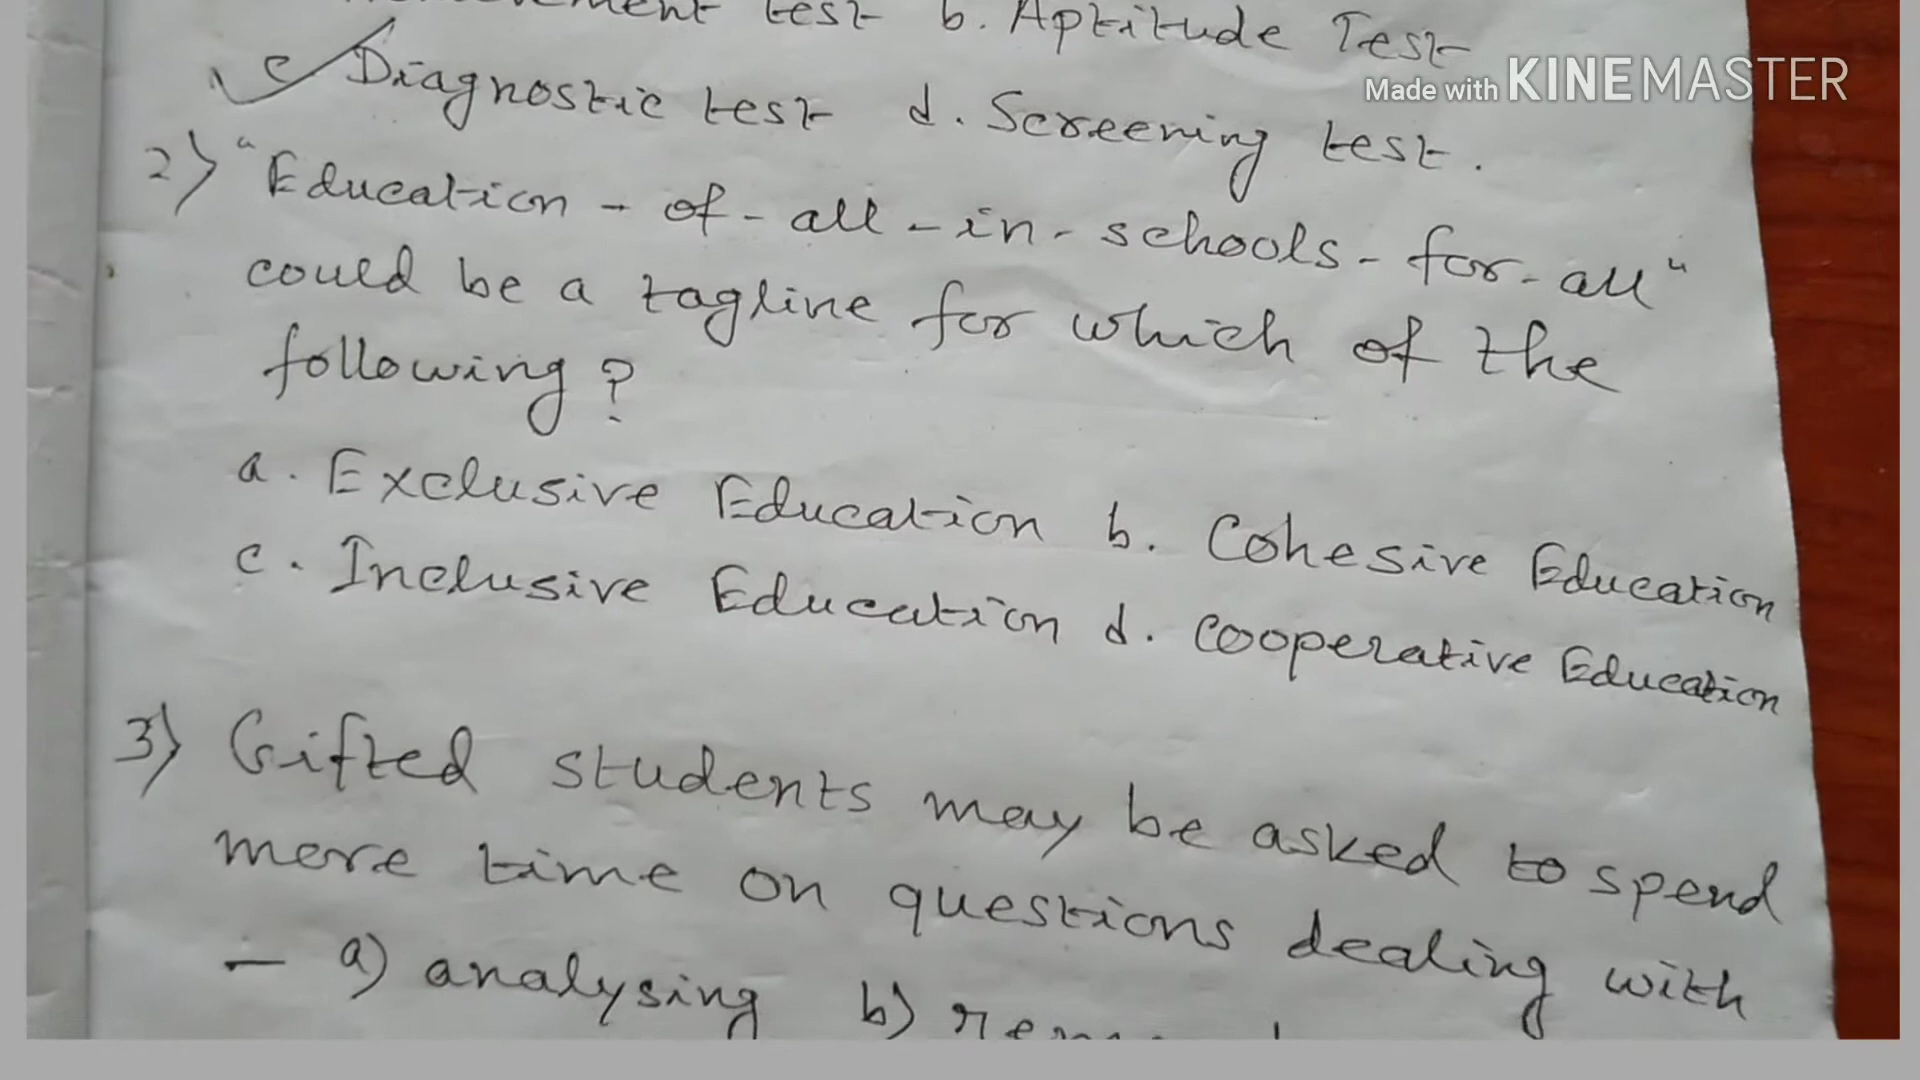 test b. Aptitude Test
Made with KINEMASTER
c Diagnostic test d. Screening test.
2) "Education - of - all - in - schools - for - all"
could be a tagline for which of the
following?
a. Exclusive Education b. Cohesive Education
c. Inclusive Education d. Cooperative Education
3) Gifted students may be asked to spend
more time on questions dealing with
- a) analysing b)